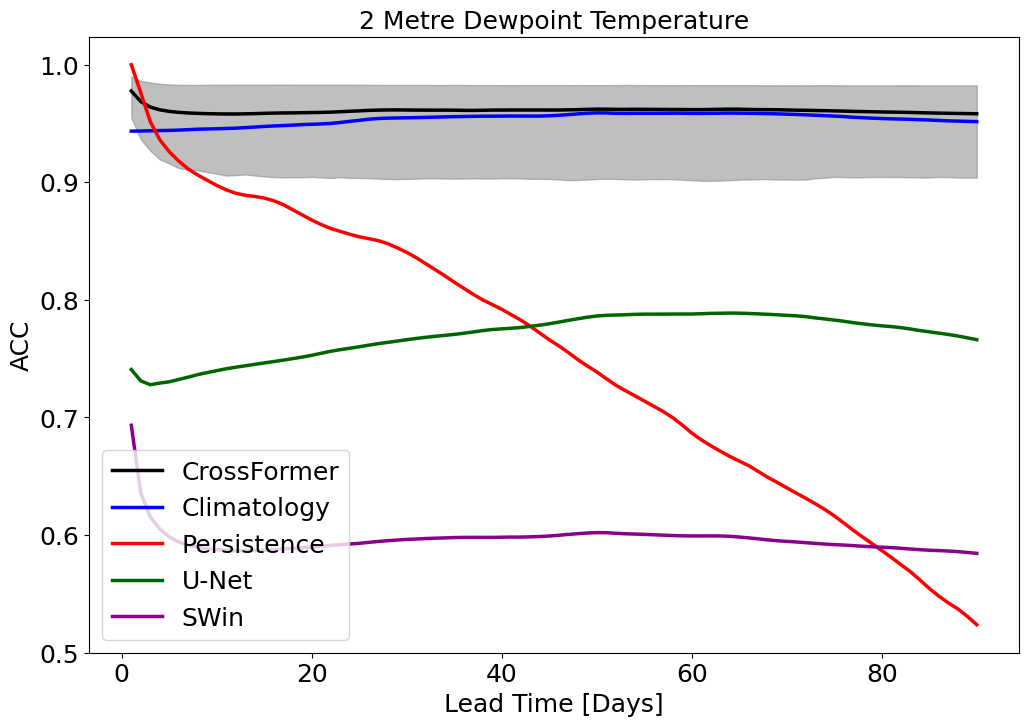 2 Metre Dewpoint Temperature
1.0
0.9
0.8
0.7
0.6
0.5
ACC
CrossFormer
Climatology
Persistence
U-Net
SWin
0 20 40 60 80
Lead Time [Days]